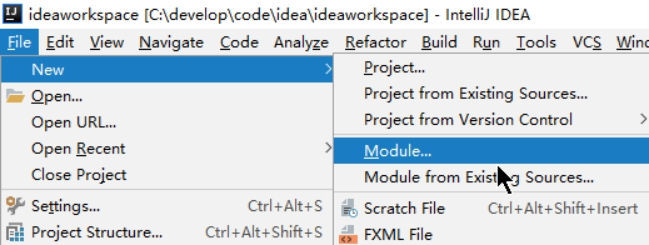 ideaworkspace [C:\develop\code\idea\ideaworkspace] - IntelliJ IDEA
File Edit View Navigate Code Analyze Refactor Build Run Tools VCS
New
Open...
Open URL...
Open Recent
Close Project
Settings... Ctrl+Alt+S
Project Structure... Ctrl+Alt+Shift+S
Project...
Project from Existing Sources...
Project from Version Control
Module...
Module from Existing Sources...
Scratch File Ctrl+Alt+Shift+Insert
FXML File